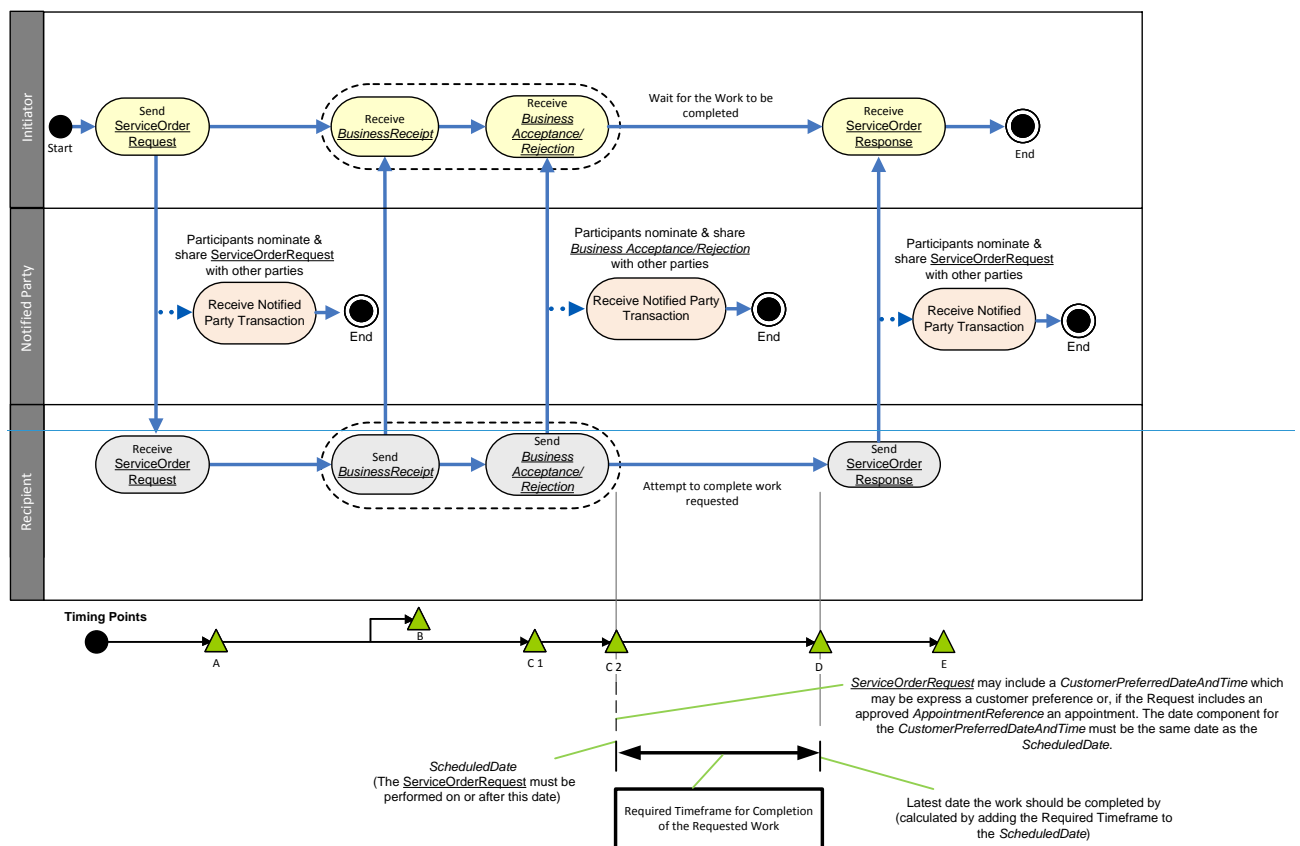 Initiator
Start
Send
ServiceOrder
Request
Receive
BusinessReceipt
Receive
Business
Acceptance/
Rejection
Wait for the Work to be
completed
Receive
ServiceOrder
Response
End
Notified Party
Participants nominate &
share ServiceOrderRequest
with other parties
Receive Notified
Party Transaction
End
Participants nominate & share
Business Acceptance/Rejection
with other parties
Receive Notified Party
Transaction
End
Participants nominate &
share ServiceOrderRequest
with other parties
Receive Notified
Party Transaction
End
Recipient
Receive
ServiceOrder
Request
Send
BusinessReceipt
Send
Business
Acceptance/
Rejection
Attempt to complete work
requested
Send
ServiceOrder
Response
Timing Points
A
B
C 1
C 2
D
E
ServiceOrderRequest may include a CustomerPreferredDateAndTime which
may be express a customer preference or, if the Request includes an
approved AppointmentReference an appointment. The date component for
the CustomerPreferredDateAndTime must be the same date as the
ScheduledDate.
ScheduledDate
(The ServiceOrderRequest must be
performed on or after this date)
Required Timeframe for Completion
of the Requested Work
Latest date the work should be completed by
(calculated by adding the Required Timeframe to
the ScheduledDate)